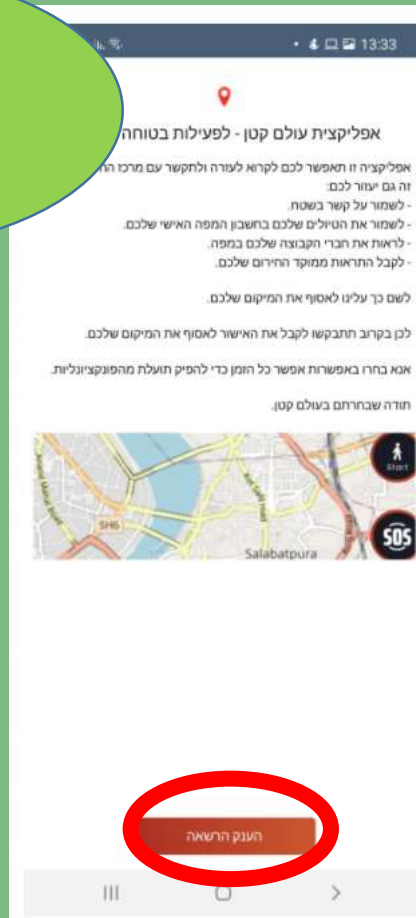 13:33
אפליקצית עולם קטן - לפעילות בטוחה
אפליקציה זו תאפשר לכם לקרוא לעזרה ולתקשר עם מרכז
זה גם יעזור לכם:
- לשמור על קשר בשטח.
- לשמור את הטיולים שלכם בחשבון המפה האישי שלכם.
- לראות את חברי הקבוצה שלכם במפה.
- לקבל התראות ממוקד החירום שלכם.
לשם כך עלינו לאסוף את המיקום שלכם.
לכן בקרוב תתבקשו לקבל את האישור לאסוף את המיקום שלכם.
אנא בחרו באפשרות אפשר כל הזמן כדי להפיק תועלת מהפונקציונליות.
תודה שבחרתם בעולם קטן.
Start
SH6
SOS
Salabatpura
הענק הרשאה